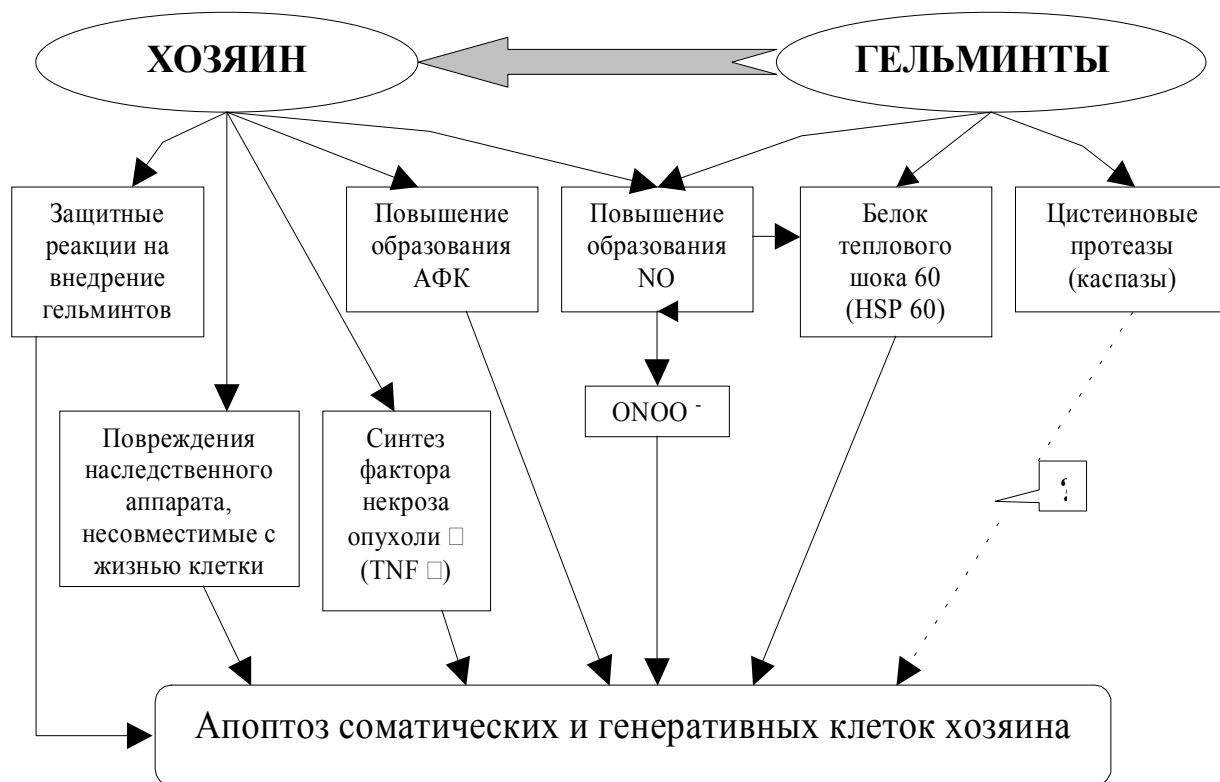 ХОЗЯИН
ГЕЛЬМИНТЫ
Защитные
реакции на
внедрение
гельминтов
Повышение
образования
АФК
Повышение
образования
NO
Белок
теплового
шока 60
(HSP 60)
Цистеиновые
протеазы
(каспазы)
Повреждения
наследственного
аппарата,
несовместимые с
жизнью клетки
Синтез
фактора
некроза
опухоли □
(TNF □)
ONOO -
?
Апоптоз соматических и генеративных клеток хозяина